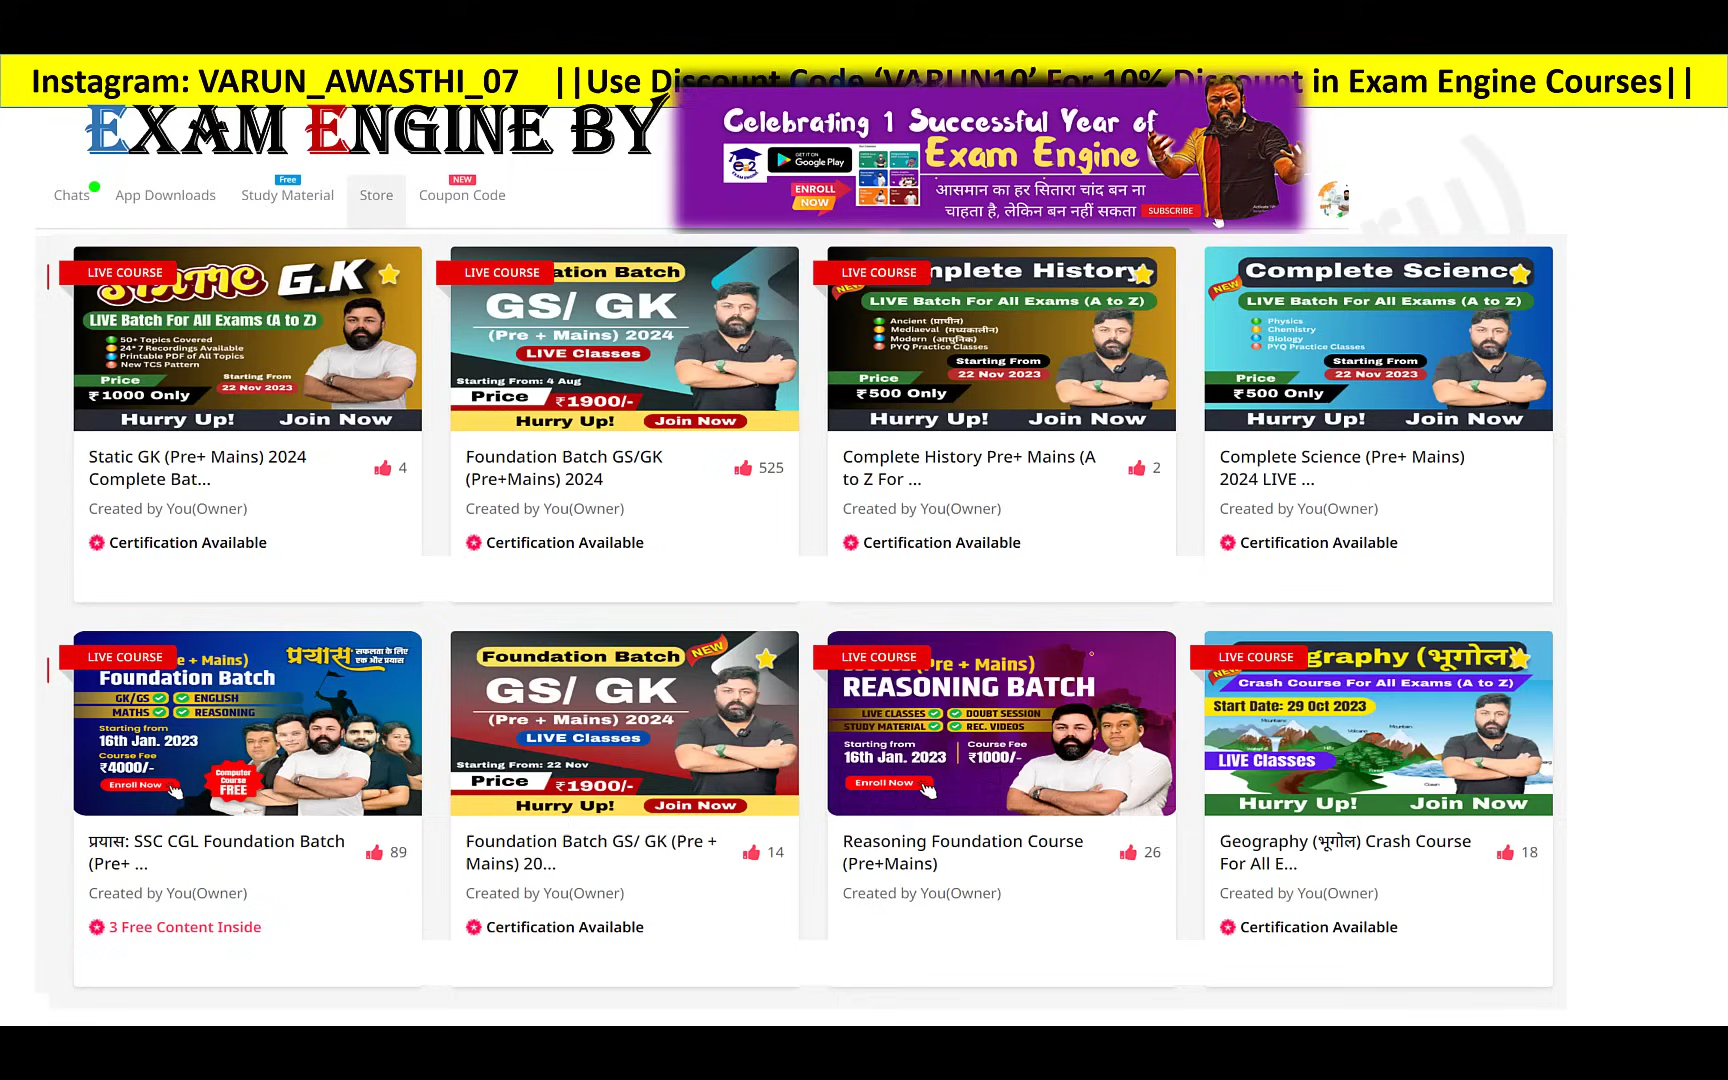 Instagram: VARUN_AWASTHI_07 ||Use Discount Code 'VARUN10' For 10% Discount in Exam Engine Courses||
EXAM ENGINE BY
Celebrating 1 Successful Year of
Exam Engine
GET IT ON
Google Play
ENROLL
NOW
आसमान का हर सितारा चांद बन ना
चाहता है, लेकिन बन नहीं सकता
SUBSCRIBE
Free
NEW
Chats App Downloads Study Material Store Coupon Code
LIVE COURSE
G.K
LIVE Batch For All Exams (A to Z)
50+ Topics Covered
24*7 Recordings Available
Printable PDF of All Topics
New TCS Pattern
Price
₹1000 Only
Starting From
22 Nov 2023
Hurry Up! Join Now
Static GK (Pre+ Mains) 2024
Complete Bat...
4
Created by You(Owner)
Certification Available
LIVE COURSE
ation Batch
GS/ GK
(Pre + Mains) 2024
LIVE Classes
Starting From: 4 Aug
Price ₹1900/-
Hurry Up! Join Now
Foundation Batch GS/GK
(Pre+Mains) 2024
525
Created by You(Owner)
Certification Available
LIVE COURSE
mplete History
NEW
LIVE Batch For All Exams (A to Z)
Ancient (प्राचीन)
Mediaeval (मध्यकालीन)
Modern (आधुनिक)
PYQ Practice Classes
Starting From
22 Nov 2023
Price
₹500 Only
Hurry Up! Join Now
Complete History Pre+ Mains (A
to Z For ...
2
Created by You(Owner)
Certification Available
Complete Science
NEW
LIVE Batch For All Exams (A to Z)
Physics
Chemistry
Biology
PYQ Practice Classes
Starting From
22 Nov 2023
Price
₹500 Only
Hurry Up! Join Now
Complete Science (Pre+ Mains)
2024 LIVE ...
Created by You(Owner)
Certification Available
LIVE COURSE
e + Mains)
Foundation Batch
प्रयास सफलता के लिए
एक और प्रयास
GK/GS ENGLISH
MATHS REASONING
Starting from
16th Jan. 2023
Course Fee
₹4000/-
Enroll Now
Computer
Course
FREE
प्रयास: SSC CGL Foundation Batch
(Pre+ ...
89
Created by You(Owner)
3 Free Content Inside
Foundation Batch
NEW
GS/ GK
(Pre + Mains) 2024
LIVE Classes
Starting From: 22 Nov
Price ₹1900/-
Hurry Up! Join Now
Foundation Batch GS/ GK (Pre +
Mains) 20...
14
Created by You(Owner)
Certification Available
LIVE COURSE
Pre + Mains)
REASONING BATCH
LIVE CLASSES DOUBT SESSION
STUDY MATERIAL REC. VIDEOS
Starting from
16th Jan. 2023
Course Fee
₹1000/-
Enroll Now
Reasoning Foundation Course
(Pre+Mains)
26
Created by You(Owner)
LIVE COURSE
graphy (भूगोल)
Crash Course For All Exams (A to Z)
Start Date: 29 Oct 2023
LIVE Classes
Hurry Up! Join Now
Geography (भूगोल) Crash Course
For All E...
18
Created by You(Owner)
Certification Available